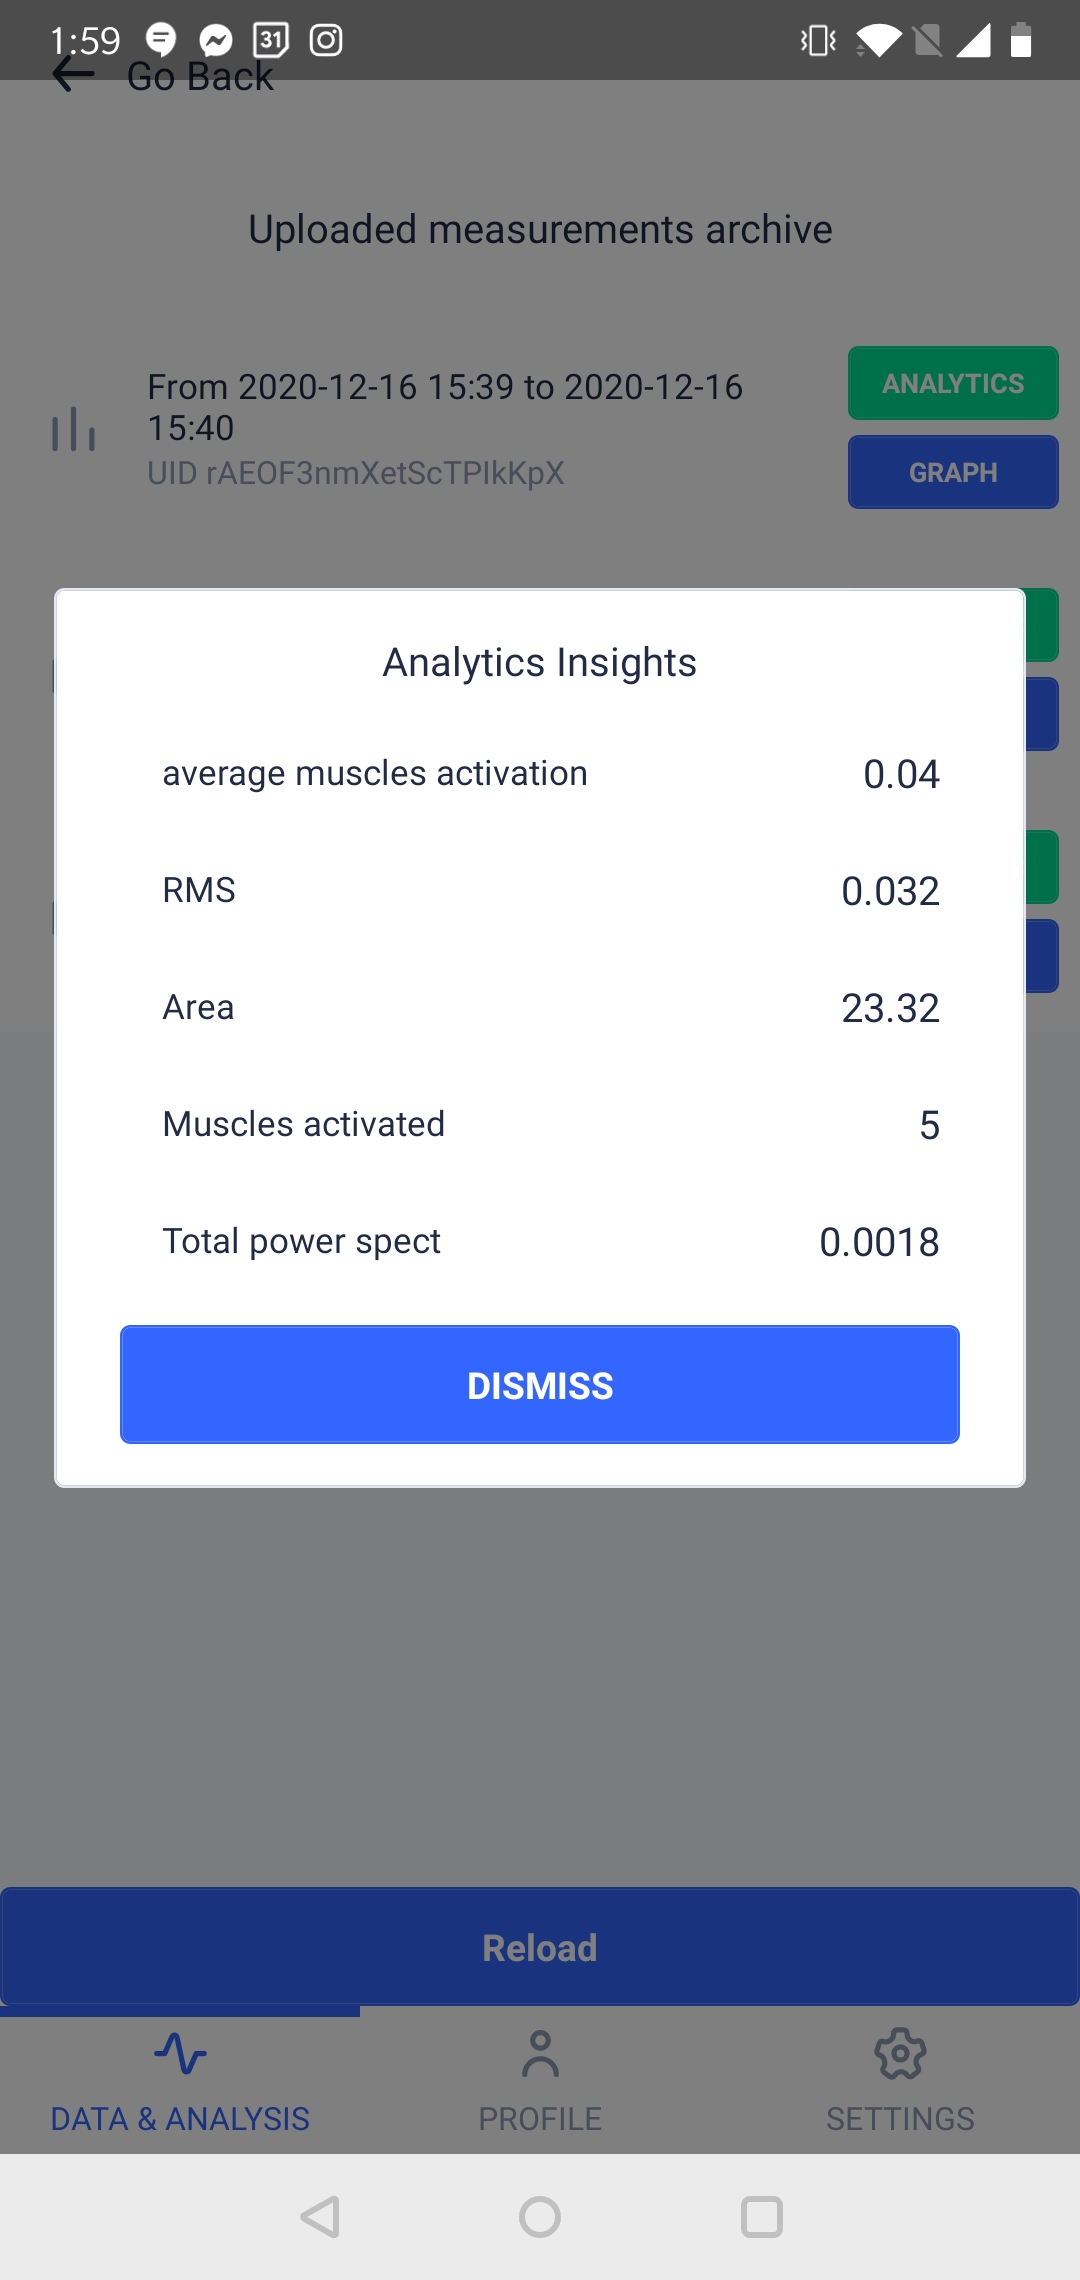 1:59
31
Go Back
Uploaded measurements archive
From 2020-12-16 15:39 to 2020-12-16
15:40
UID rAEOF3nmXetScTPIkKpX
ANALYTICS
GRAPH
Analytics Insights
average muscles activation 0.04
RMS 0.032
Area 23.32
Muscles activated 5
Total power spect 0.0018
DISMISS
Reload
DATA & ANALYSIS
PROFILE
SETTINGS